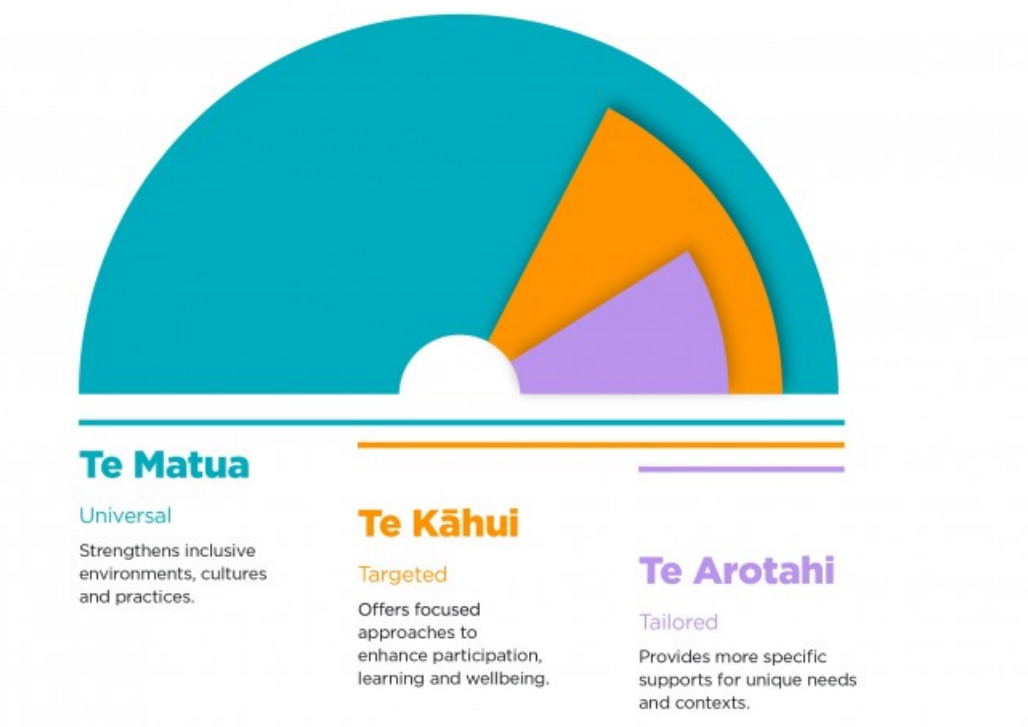 Te Matua
Universal
Strengthens inclusive
environments, cultures
and practices.
Te Kāhui
Targeted
Offers focused
approaches to
enhance participation,
learning and wellbeing.
Te Arotahi
Tailored
Provides more specific
supports for unique needs
and contexts.